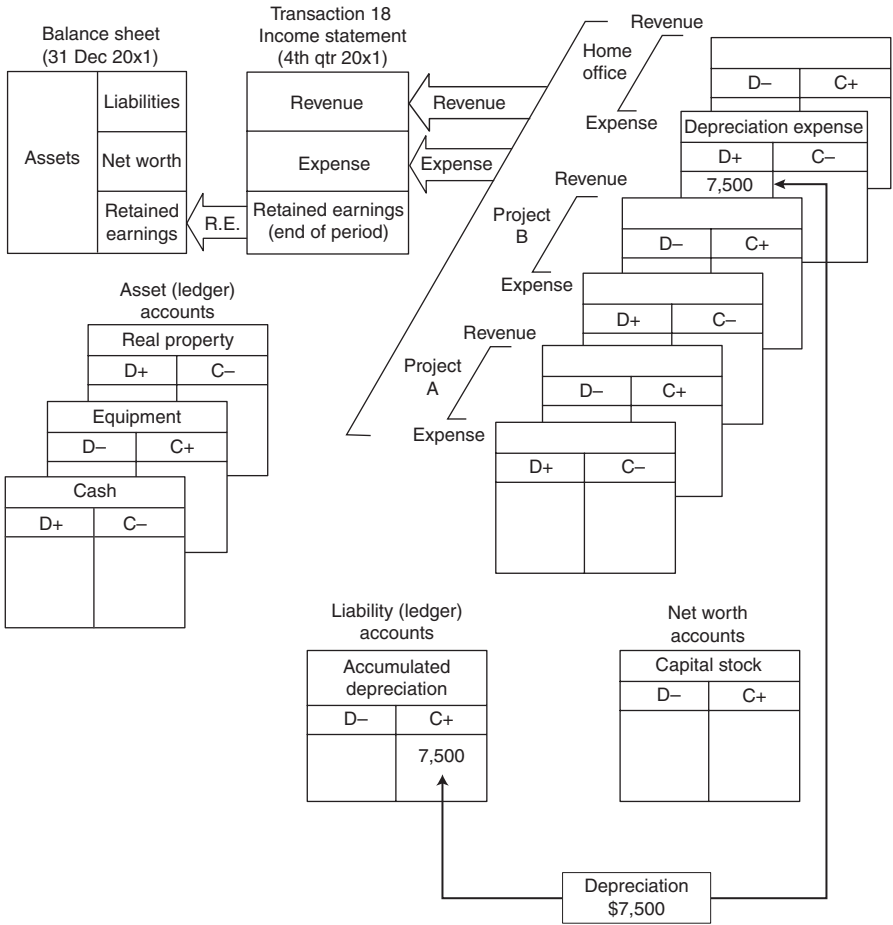 Balance sheet
(31 Dec 20x1)
Assets
Liabilities
Net worth
Retained
earnings
R.E.
Transaction 18
Income statement
(4th qtr 20x1)
Revenue
Expense
Retained earnings
(end of period)
Revenue
Expense
Home
office
Revenue
Expense
Project
B
Revenue
Expense
Project
A
Revenue
Expense
D– C+
Depreciation expense
D+ C–
7,500
D– C+
D+ C–
D– C+
D+ C–
Asset (ledger)
accounts
Real property
D+ C–
Equipment
D– C+
Cash
D+ C–
Liability (ledger)
accounts
Accumulated
depreciation
D– C+
7,500
Net worth
accounts
Capital stock
D– C+
Depreciation
$7,500